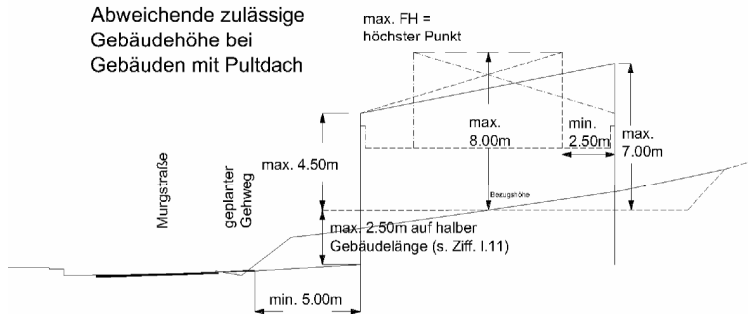 Abweichende zulässige
Gebäudehöhe bei
Gebäuden mit Pultdach
max. FH =
höchster Punkt
max.
8.00m
min.
2.50m
max.
7.00m
max. 4.50m
Murgstraße
geplanter
Gehweg
Bezugshöhe
max. 2.50m auf halber
Gebäudelänge (s. Ziff. I.11)
min. 5.00m